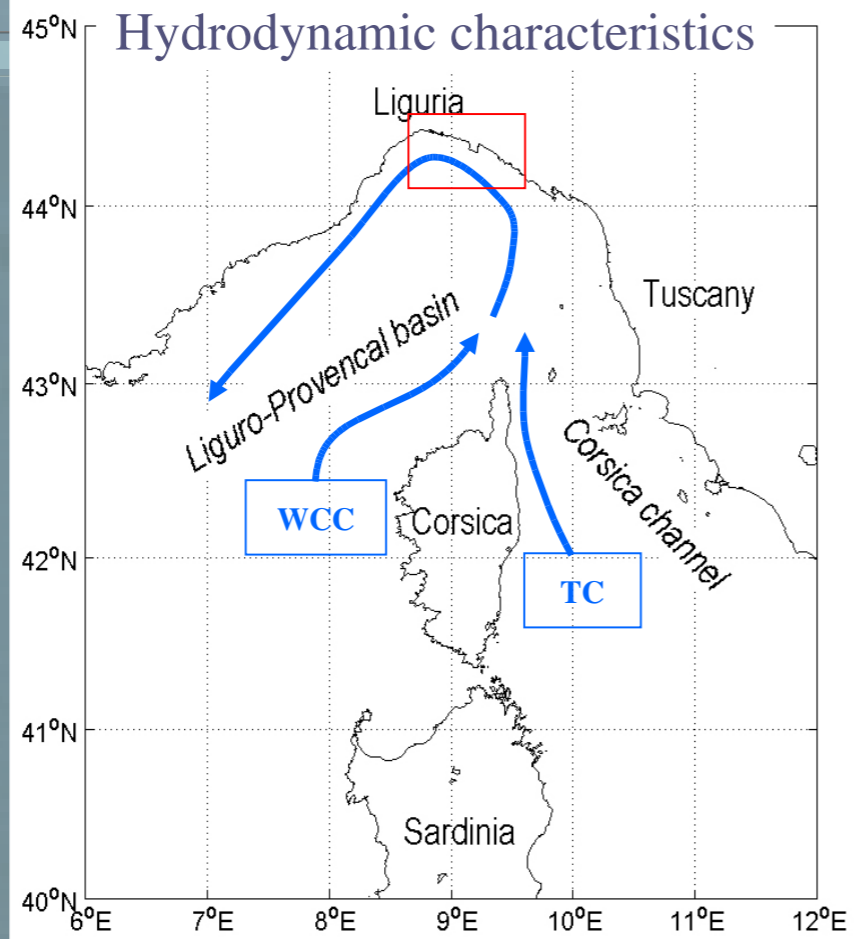 Hydrodynamic characteristics
45°N
Liguria
44°N
Tuscany
Liguro-Provencal basin
43°N
Corsica channel
WCC
Corsica
42°N
TC
41°N
Sardinia
40°N
6°E 7°E 8°E 9°E 10°E 11°E 12°E